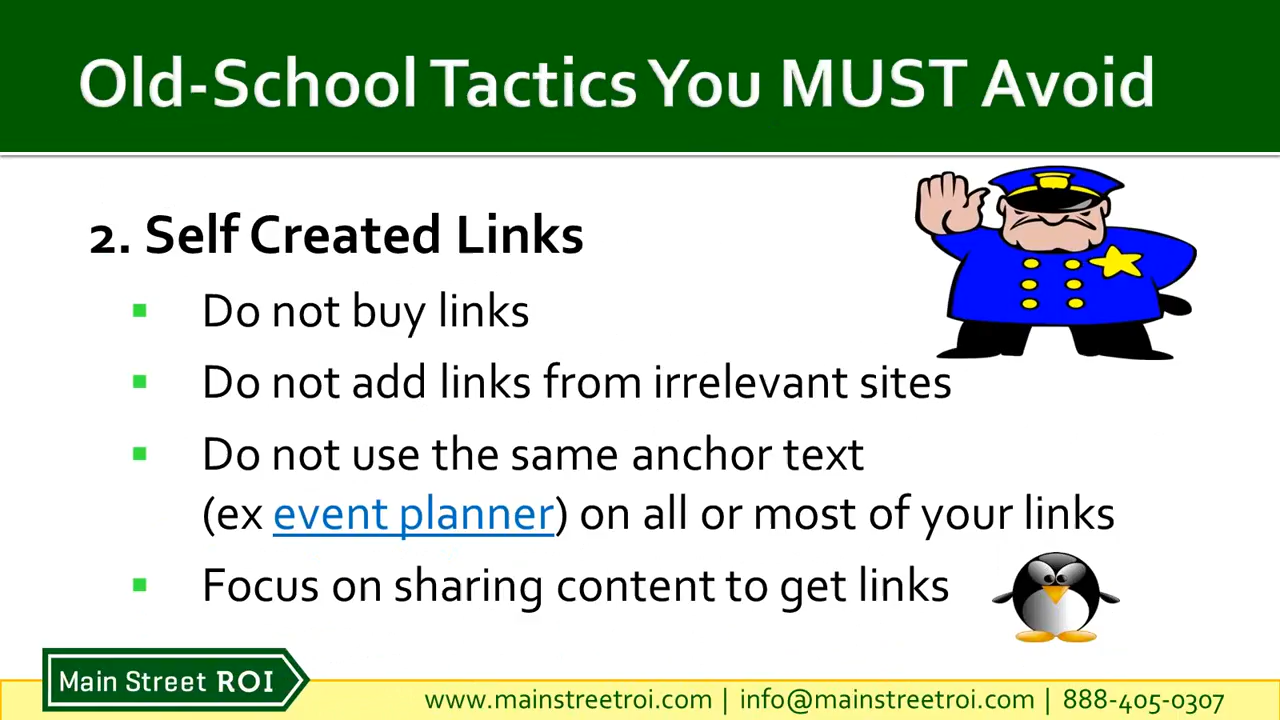 Old-School Tactics You MUST Avoid
2. Self Created Links
Do not buy links
Do not add links from irrelevant sites
Do not use the same anchor text
(ex event planner) on all or most of your links
Focus on sharing content to get links
Main Street ROI
www.mainstreetroi.com | info@mainstreetroi.com | 888-405-0307